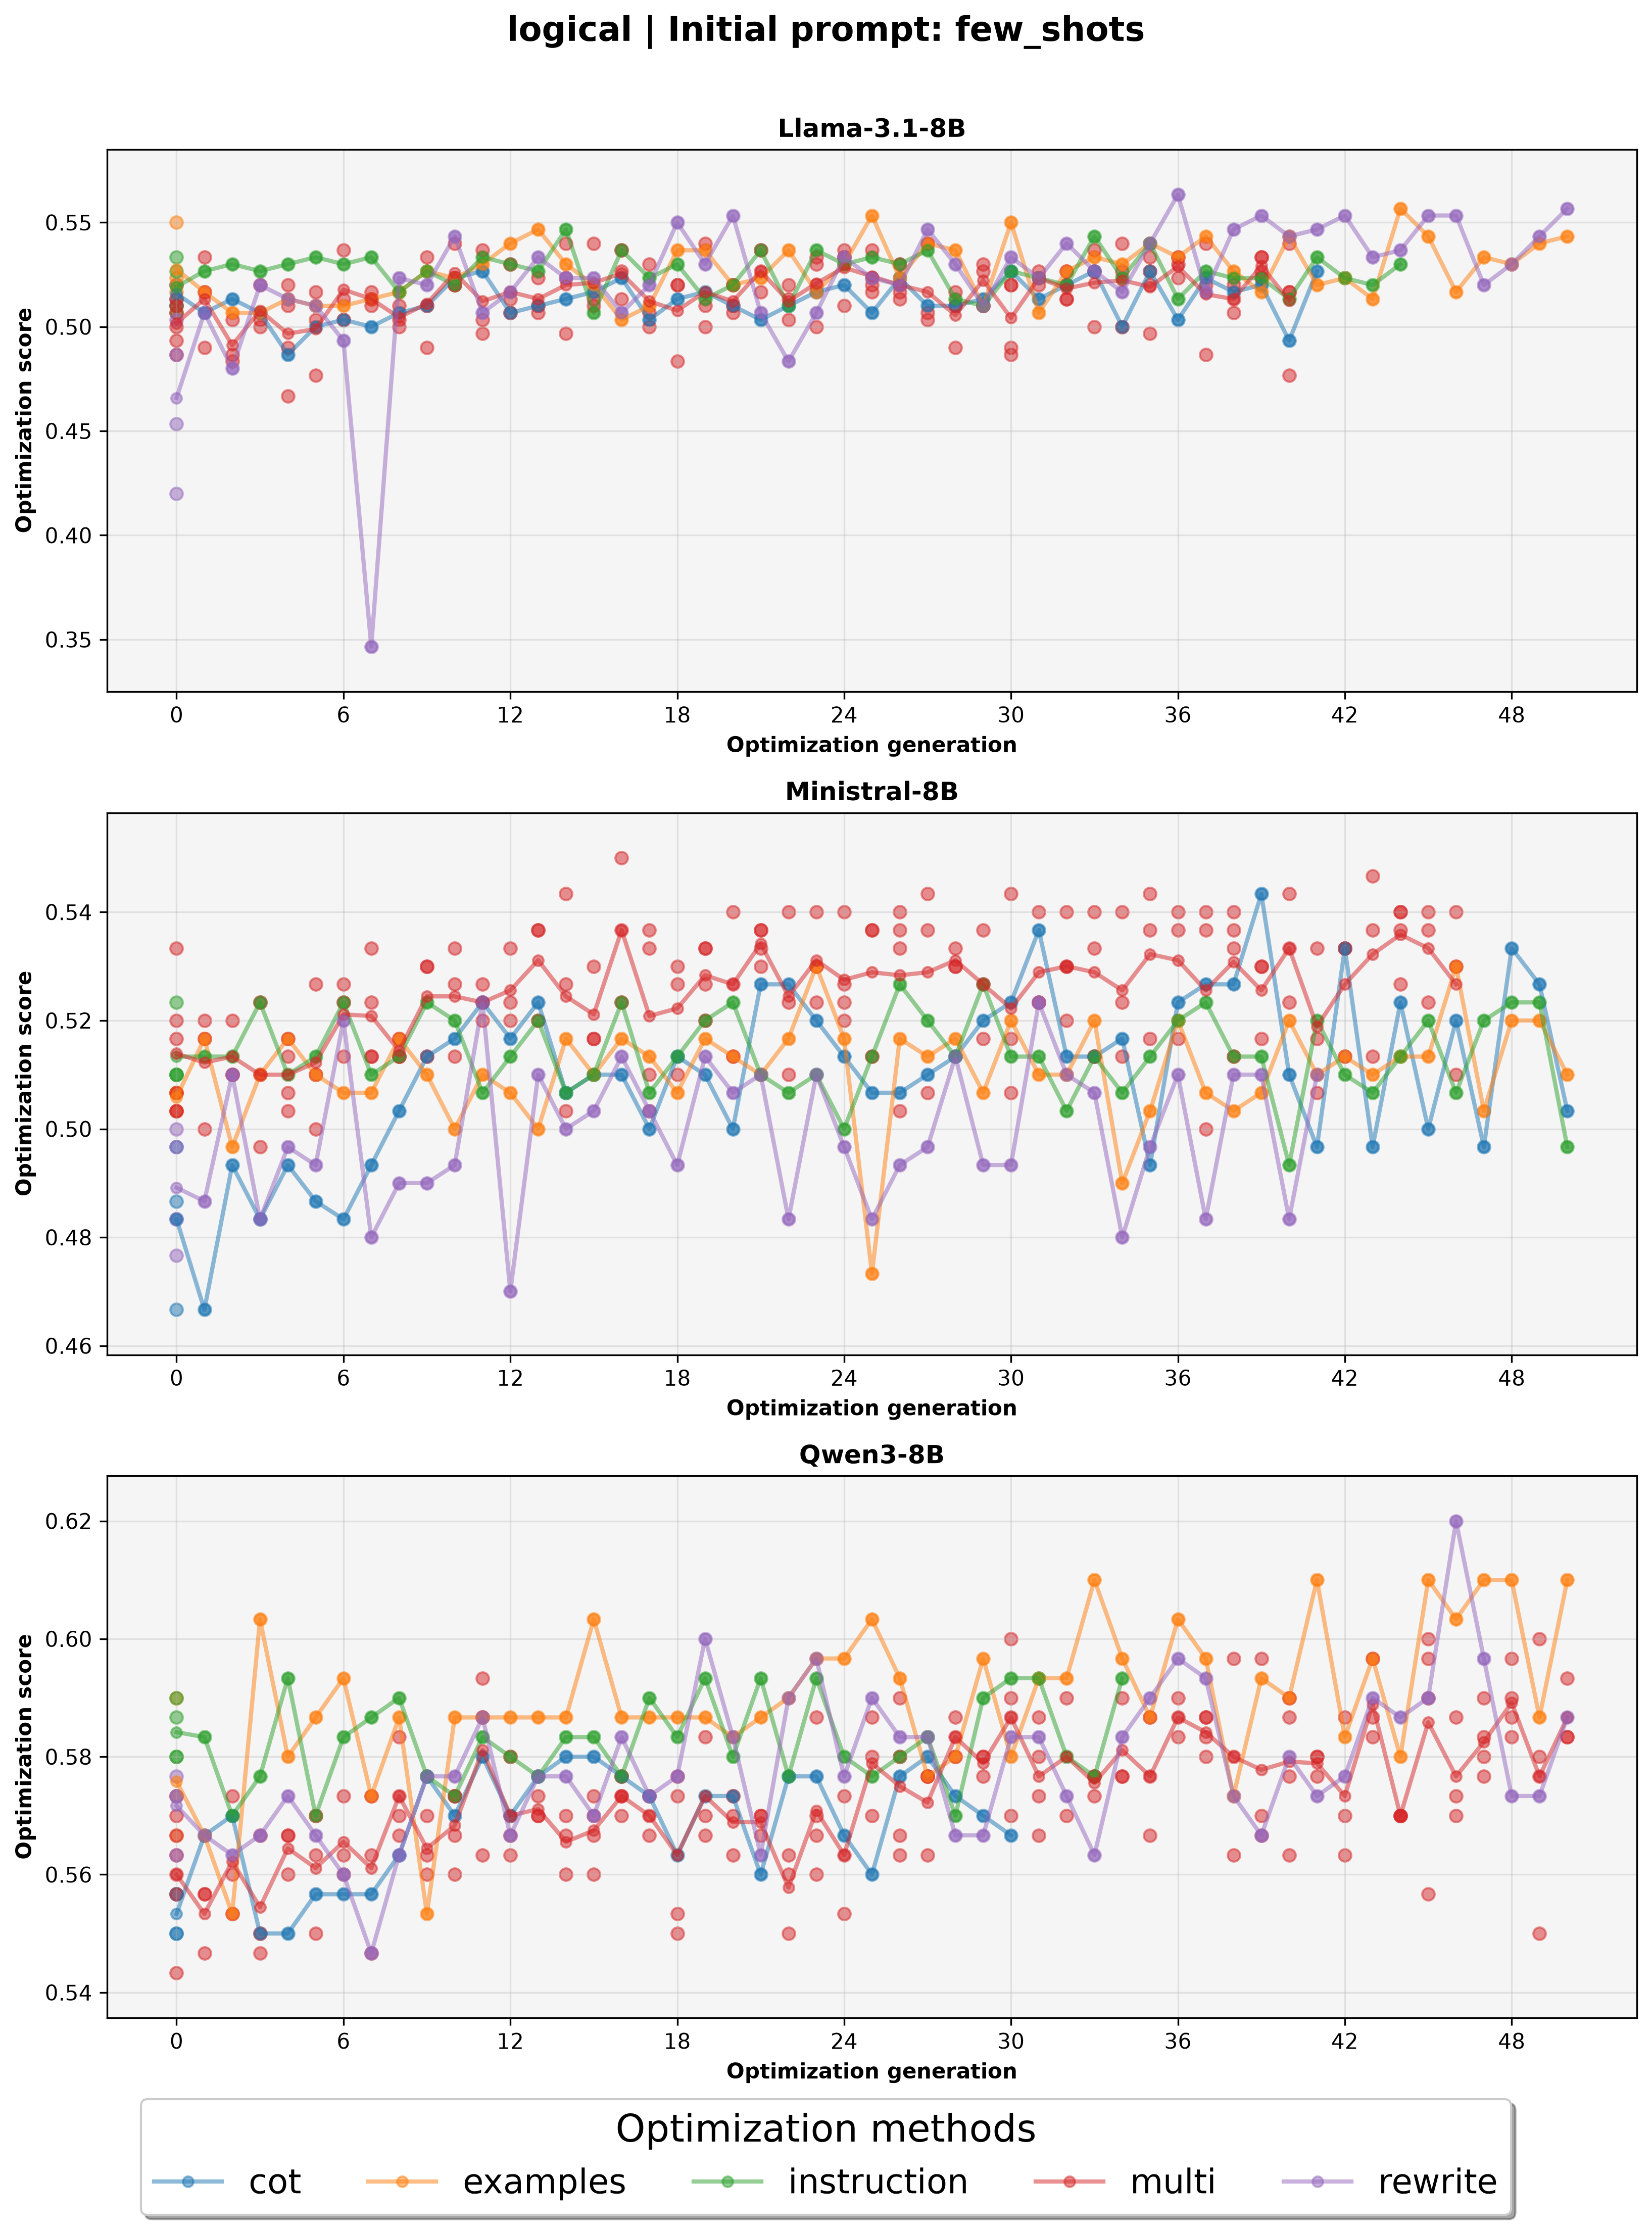 logical | Initial prompt: few_shots
Llama-3.1-8B
Optimization score
0.55
0.50
0.45
0.40
0.35
0 6 12 18 24 30 36 42 48
Optimization generation
Ministral-8B
Optimization score
0.54
0.52
0.50
0.48
0.46
0 6 12 18 24 30 36 42 48
Optimization generation
Qwen3-8B
Optimization score
0.62
0.60
0.58
0.56
0.54
0 6 12 18 24 30 36 42 48
Optimization generation
Optimization methods
cot examples instruction multi rewrite